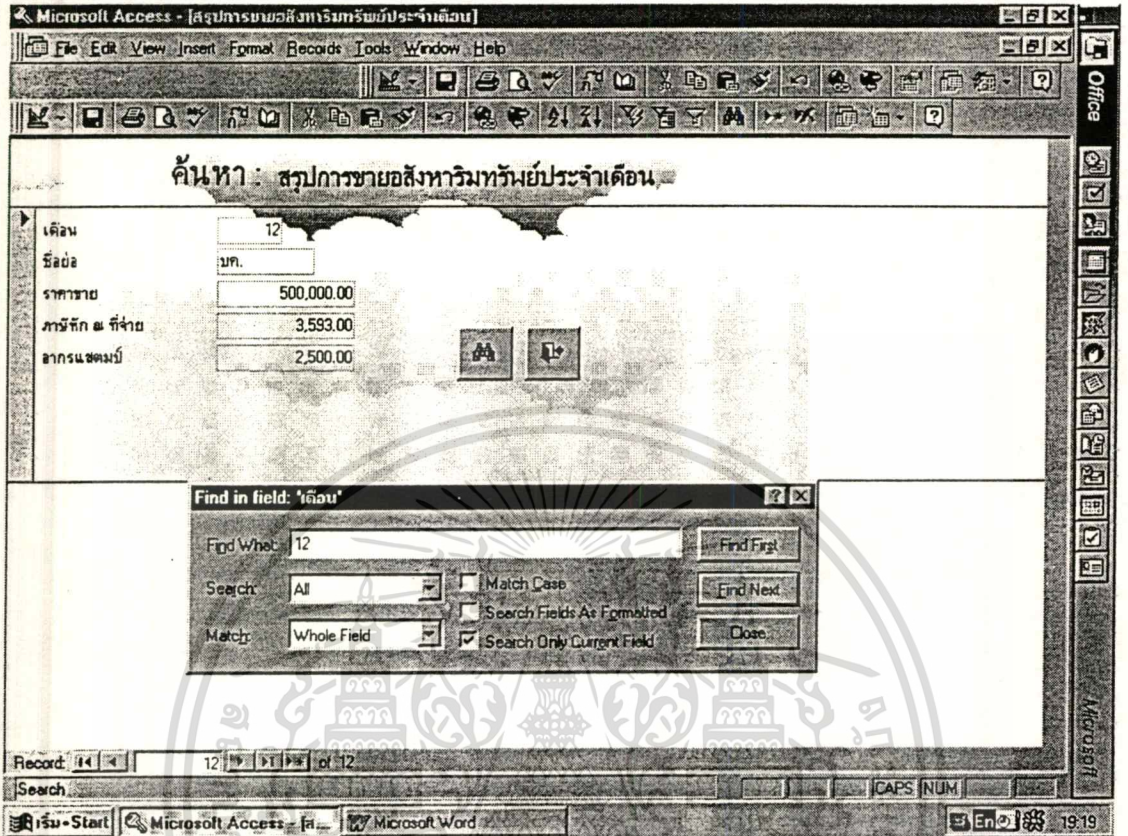 Microsoft Access - [สรุปการขายอสังหาริมทรัพย์ประจำเดือน]
File Edit View Insert Format Records Tools Window Help
Office
ค้นหา : สรุปการขายอสังหาริมทรัพย์ประจำเดือน
เดือน 12
ชื่อย่อ
ราคาขาย 500,000.00
ภาษีหัก ณ ที่จ่าย 3,593.00
อากรแสตมป์ 2,500.00
Find in field: 'เดือน'
Find What: 12 Find First
Search: All Match Case Find Next
Search Fields As Formatted
Match: Whole Field Search Only Current Field Close
Microsoft
Record: 12 of 12
Search CAPS NUM
เริ่ม-Start Microsoft Access - [ส... Microsoft Word En 19:19